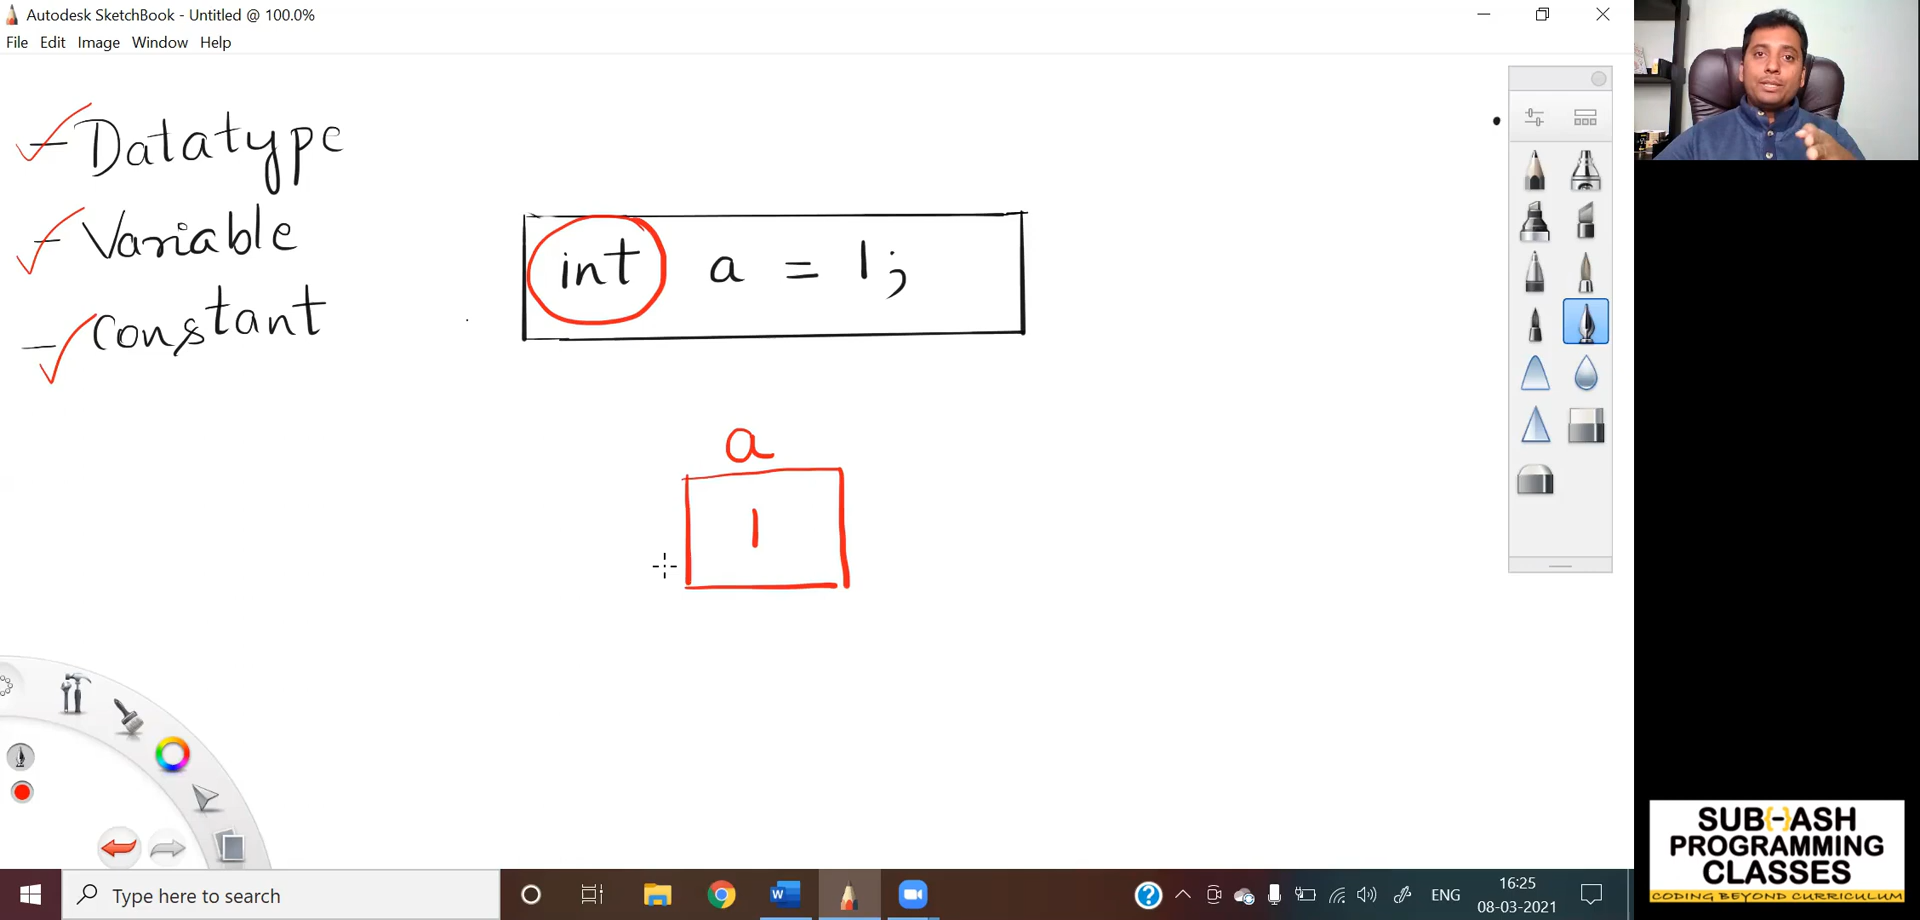 Autodesk SketchBook - Untitled @ 100.0%
File Edit Image Window Help
- Datatype
- Variable
- Constant
int a = 1;
a
1
SUBHASH
PROGRAMMING
CLASSES
CODING BEYOND CURRICULUM
Type here to search
ENG
16:25
08-03-2021